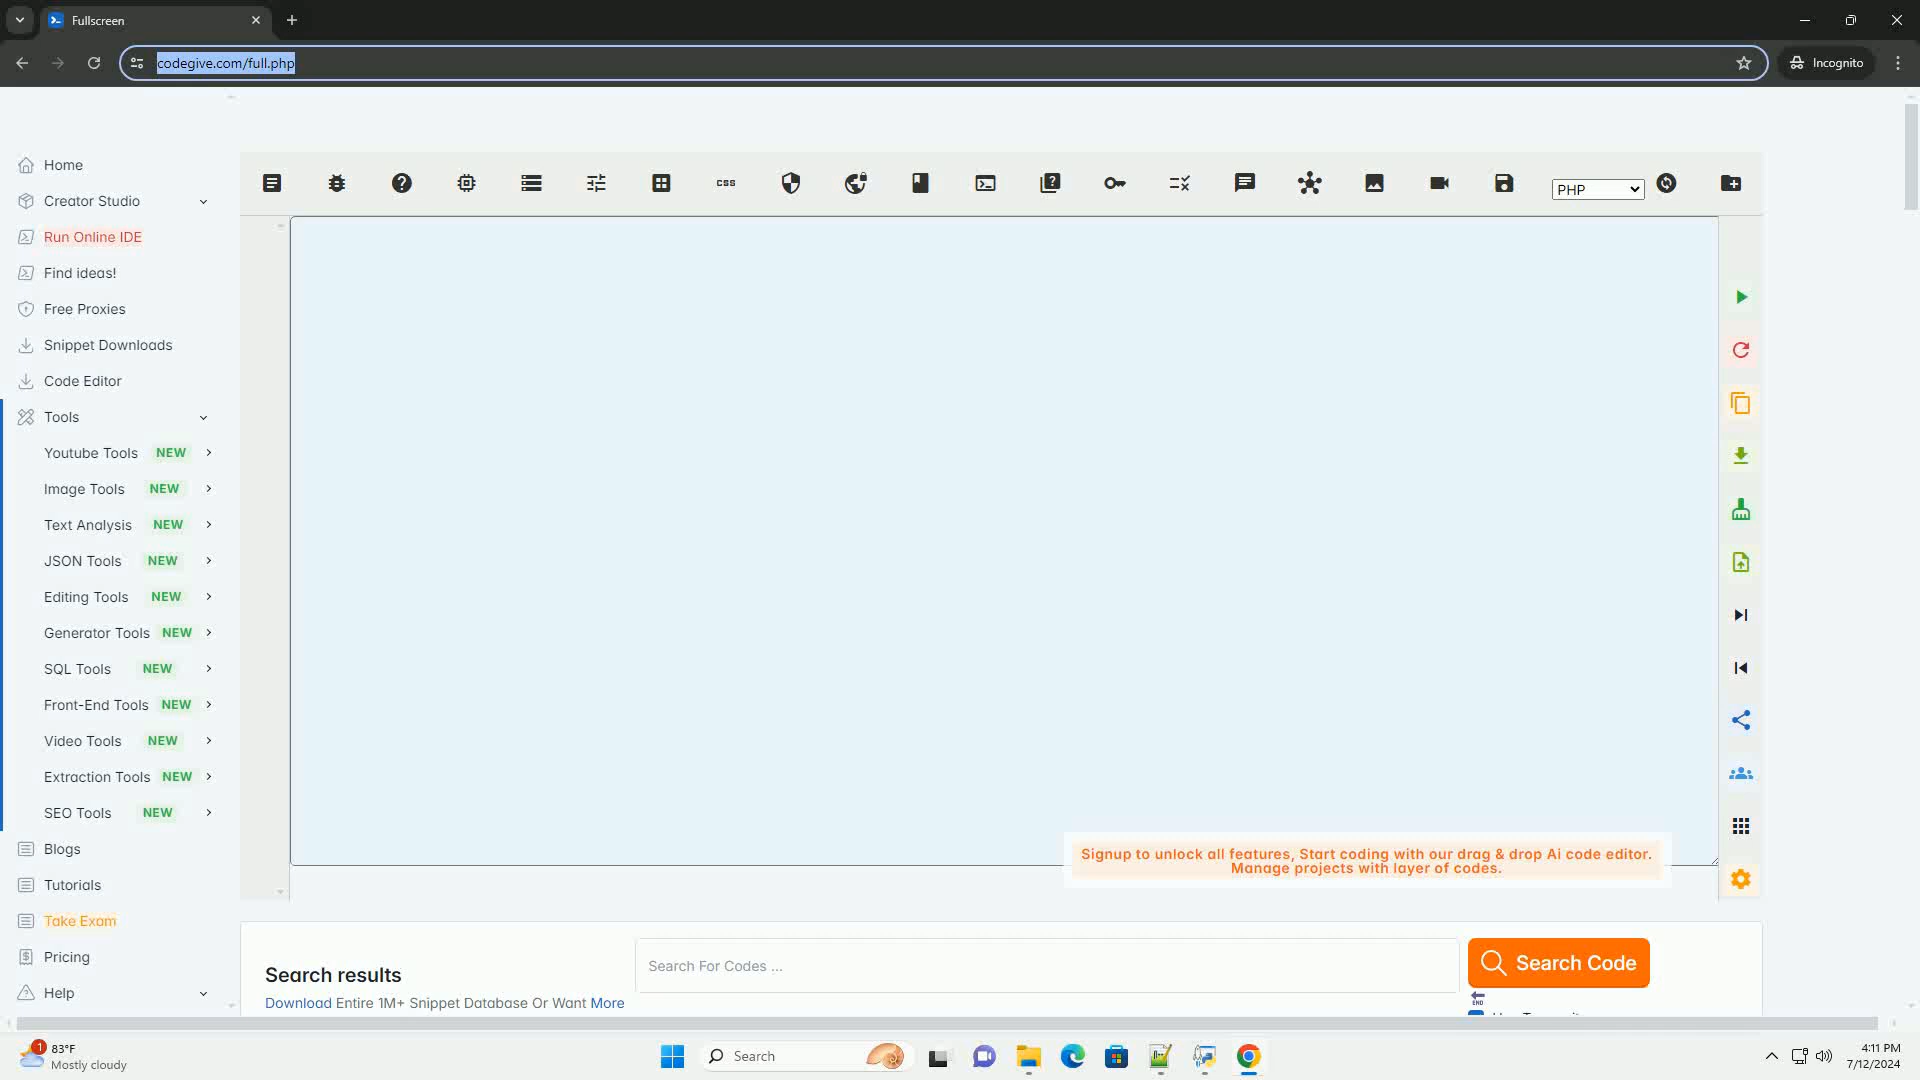 Fullscreen
codegive.com/full.php
Incognito
Home
Creator Studio
Run Online IDE
Find ideas!
Free Proxies
Snippet Downloads
Code Editor
Tools
Youtube Tools NEW
Image Tools NEW
Text Analysis NEW
JSON Tools NEW
Editing Tools NEW
Generator Tools NEW
SQL Tools NEW
Front-End Tools NEW
Video Tools NEW
Extraction Tools NEW
SEO Tools NEW
Blogs
Tutorials
Take Exam
Pricing
Help
css
PHP
Signup to unlock all features, Start coding with our drag & drop Ai code editor.
Manage projects with layer of codes.
Search results
Download Entire 1M+ Snippet Database Or Want More
Search For Codes ...
Search Code
END
1
83°F
Mostly cloudy
Search
4:11 PM
7/12/2024